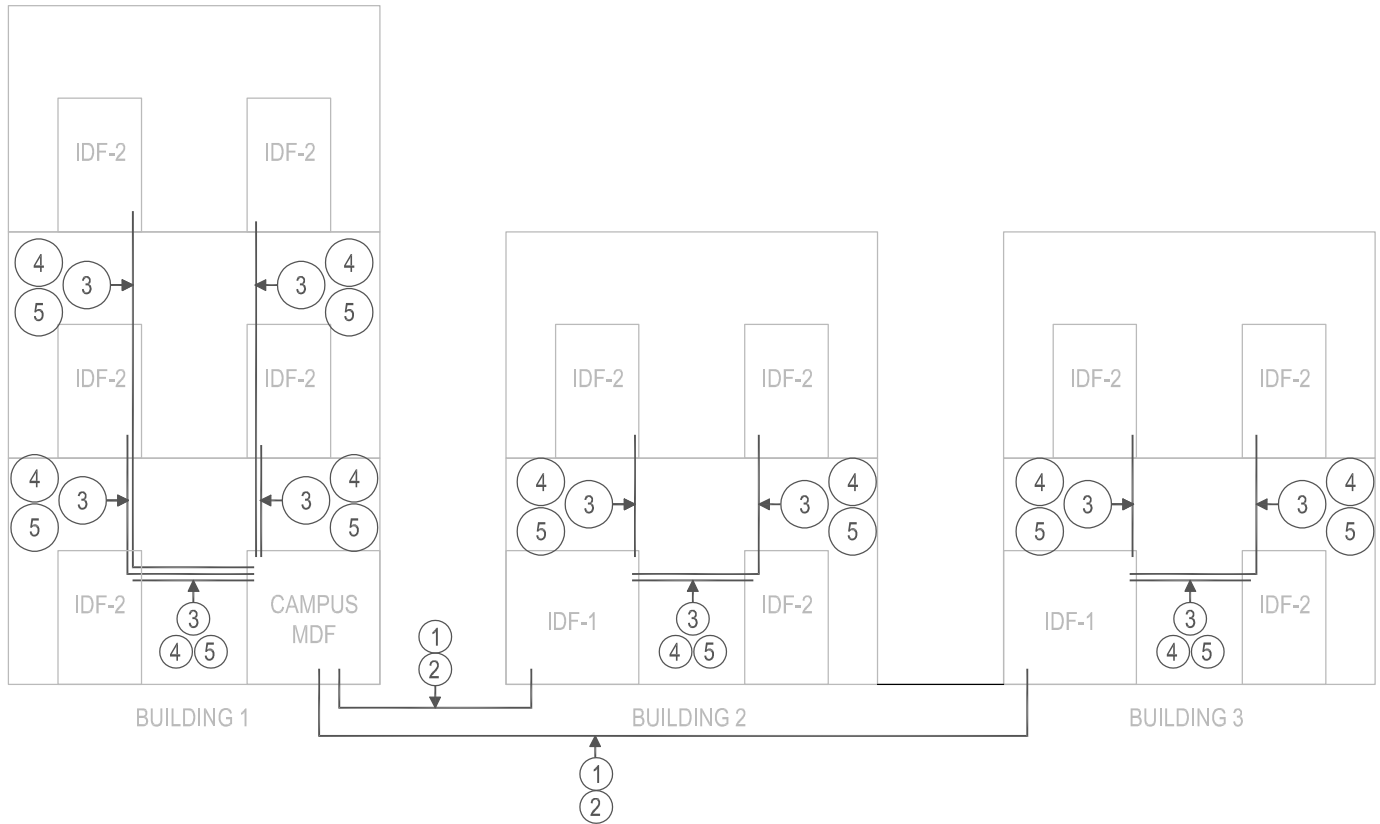 IDF-2 IDF-2
4 3 3 4
5 5
IDF-2 IDF-2 IDF-2 IDF-2 IDF-2 IDF-2
4 3 3 4 4 3 3 4 4 3 3 4
5 5 5 5 5 5
IDF-2 3 CAMPUS MDF IDF-1 3 IDF-2 IDF-1 3 IDF-2
4 5 4 5 4 5
1
2
BUILDING 1 BUILDING 2 BUILDING 3
1
2